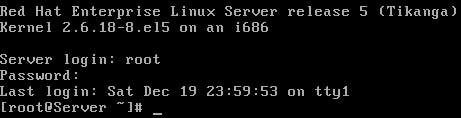 Red Hat Enterprise Linux Server release 5 (Tikanga)
Kernel 2.6.18-8.el5 on an i686
Server login: root
Password:
Last login: Sat Dec 19 23:59:53 on tty1
[root@Server ~]# _